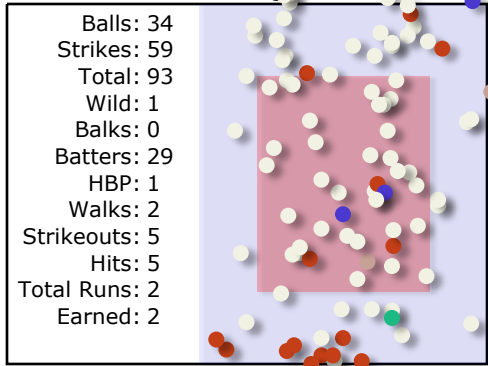 Balls: 34
Strikes: 59
Total: 93
Wild: 1
Balks: 0
Batters: 29
HBP: 1
Walks: 2
Strikeouts: 5
Hits: 5
Total Runs: 2
Earned: 2